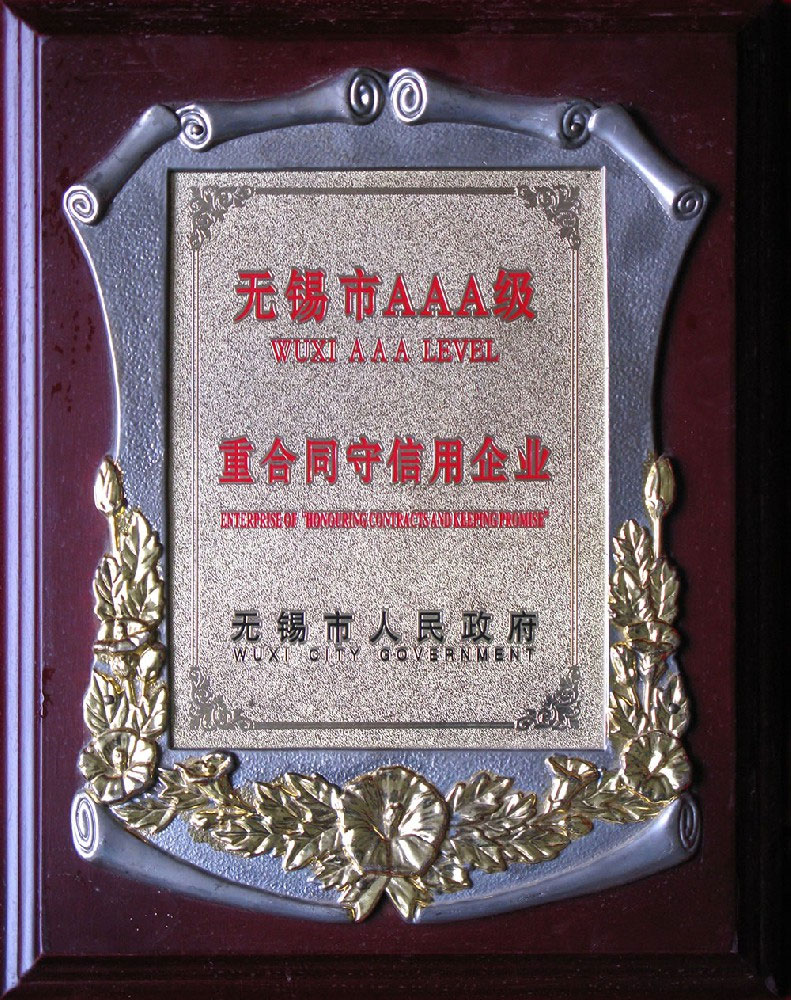 无锡市AAA级
WUXI AAA LEVEL
重合同守信用企业
ENTERPRISE OF "HONGURING CONTRACTS AND KEEPING PROMISE"
无锡市人民政府
WUXI CITY GOVERNMENT